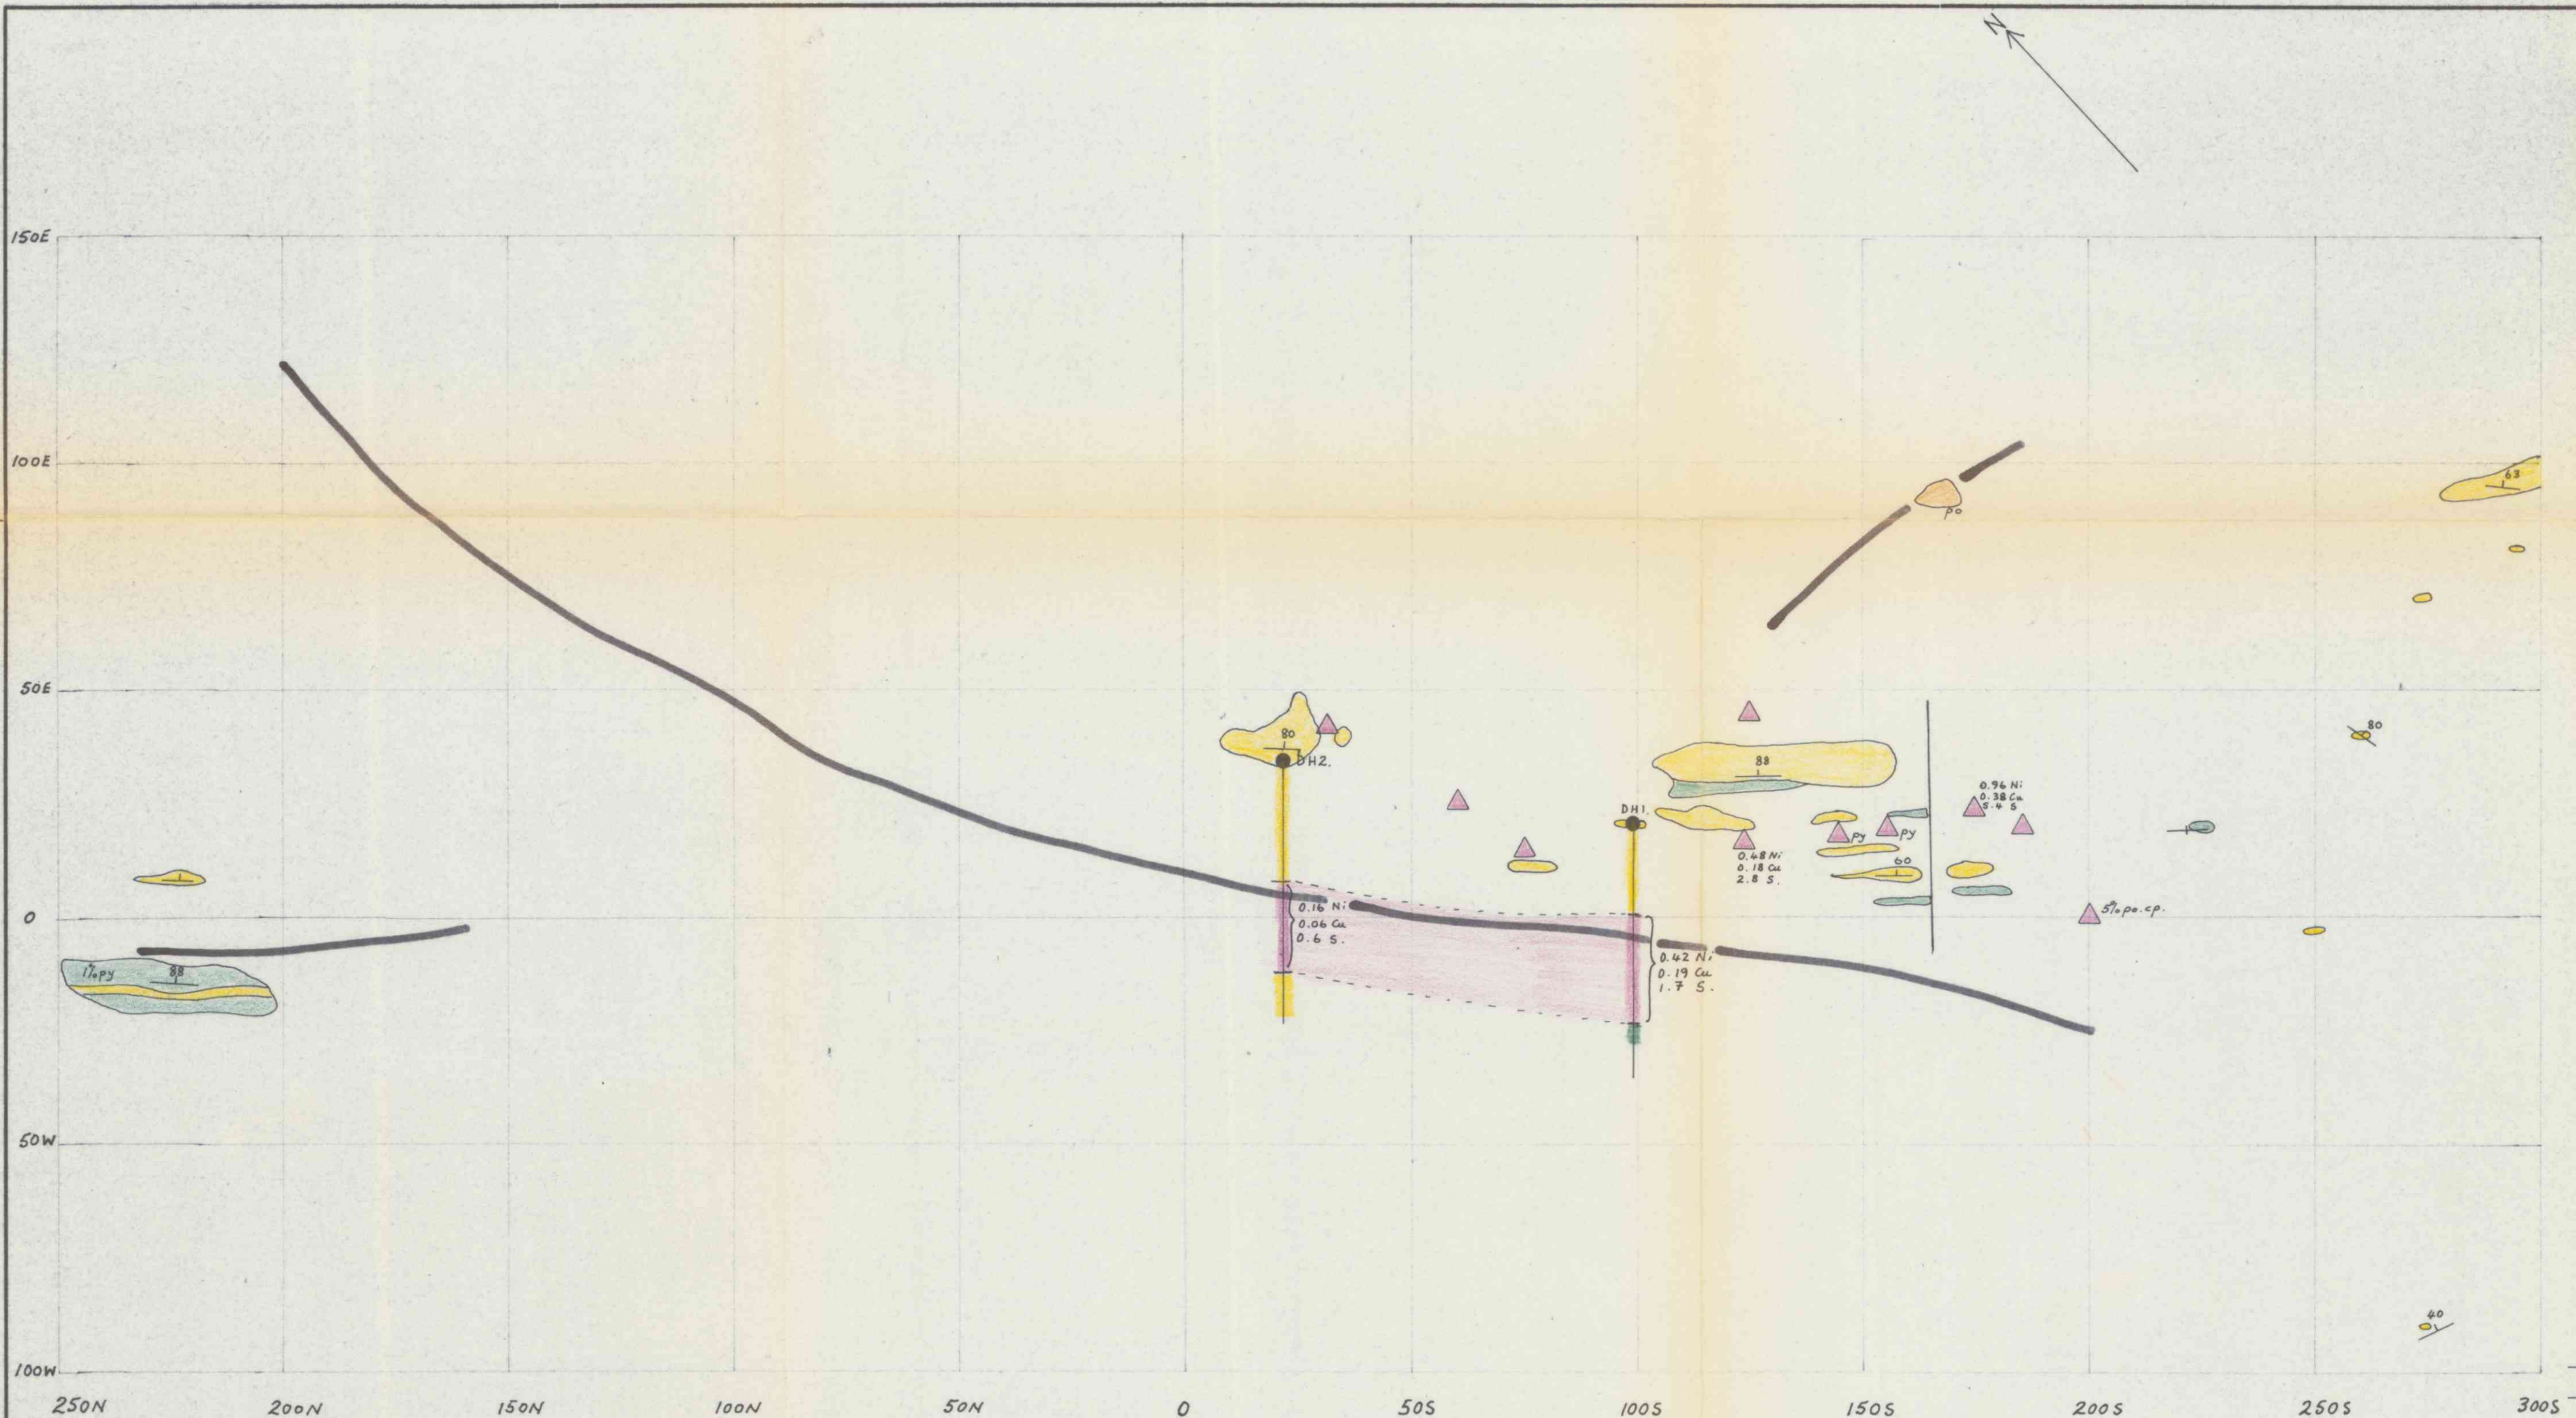 N
150E
100E
50E
0
50W
100W
250N 200N 150N 100N 50N 0 50S 100S 150S 200S 250S 300S
po
63
80
DH2.
0.16 Ni
0.06 Cu
0.6 S.
DH1.
0.42 Ni
0.19 Cu
1.7 S.
88
0.48 Ni
0.18 Cu
2.8 S.
py
py
60
0.96 Ni
0.38 Cu
5.4 S
5% po.cp.
80
40
1% py
88